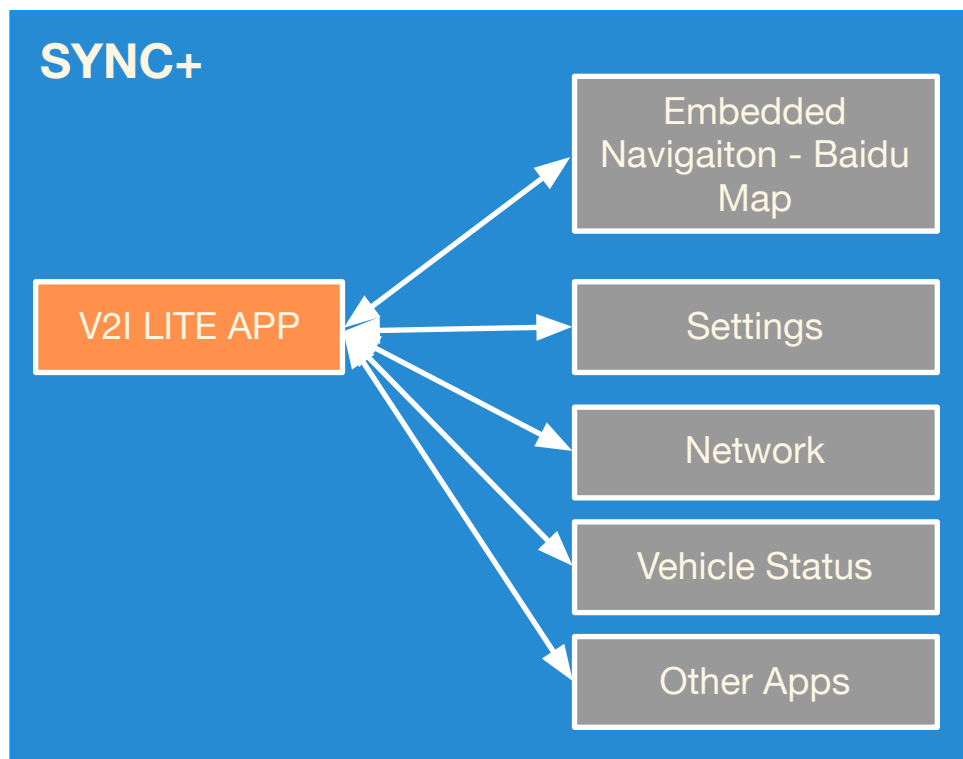 SYNC+
Embedded
Navigaiton - Baidu
Map
V2I LITE APP
Settings
Network
Vehicle Status
Other Apps